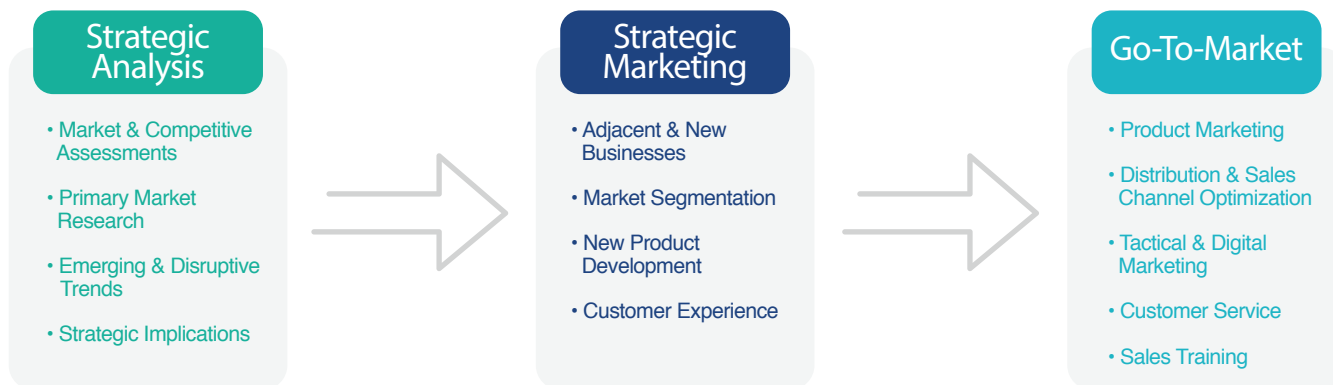 Strategic
Analysis
• Market & Competitive
Assessments
• Primary Market
Research
• Emerging & Disruptive
Trends
• Strategic Implications
Strategic
Marketing
• Adjacent & New
Businesses
• Market Segmentation
• New Product
Development
• Customer Experience
Go-To-Market
• Product Marketing
• Distribution & Sales
Channel Optimization
• Tactical & Digital
Marketing
• Customer Service
• Sales Training